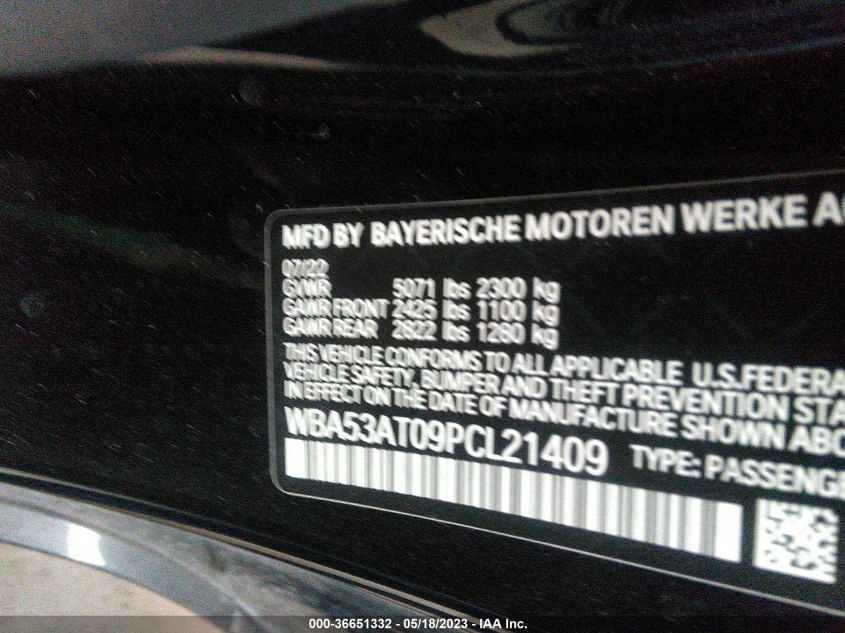 MFD BY BAYERISCHE MOTOREN WERKE AG
07/22
GVWR 5071 lbs 2300 kg
GAWR FRONT 2425 lbs 1100 kg
GAWR REAR 2822 lbs 1280 kg
THIS VEHICLE CONFORMS TO ALL APPLICABLE U.S.FEDERA
VEHICLE SAFETY, BUMPER AND THEFT PREVENTION STA
IN EFFECT ON THE DATE OF MANUFACTURE SHOWN ABO
WBA53AT09PCL21409 TYPE: PASSENGE
000-36651332 - 05/18/2023 - IAA Inc.